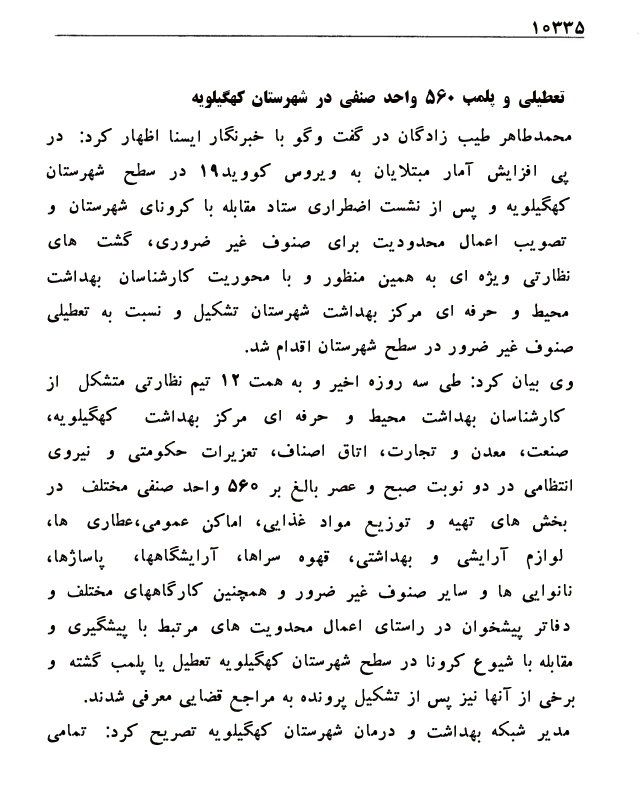 ۱۰۳۳۵
تعطیلی و پلمپ ۵۶۰ واحد صنفی در شهرستان کهگیلویه
محمدطاهر طیب زادگان در گفت وگو با خبرنگار ایسنا اظهار کرد: در
پی افزایش آمار مبتلایان به ویروس کووید۱۹ در سطح شهرستان
کهگیلویه و پس از نشست اضطراری ستاد مقابله با کرونای شهرستان و
تصویب اعمال محدودیت برای صنوف غیر ضروری، گشت های
نظارتی ویژه ای به همین منظور و با محوریت کارشناسان بهداشت
محیط و حرفه ای مرکز بهداشت شهرستان تشکیل و نسبت به تعطیلی
صنوف غیر ضرور در سطح شهرستان اقدام شد.
وی بیان کرد: طی سه روزه اخیر و به همت ۱۲ تیم نظارتی متشکل از
کارشناسان بهداشت محیط و حرفه ای مرکز بهداشت کهگیلویه،
صنعت، معدن و تجارت، اتاق اصناف، تعزیرات حکومتی و نیروی
انتظامی در دو نوبت صبح و عصر بالغ بر ۵۶۰ واحد صنفی مختلف در
بخش های تهیه و توزیع مواد غذایی، اماکن عمومی،عطاری ها،
لوازم آرایشی و بهداشتی، قهوه سراها، آرایشگاهها، پاساژها،
نانوایی ها و سایر صنوف غیر ضرور و همچنین کارگاههای مختلف و
دفاتر پیشخوان در راستای اعمال محدویت های مرتبط با پیشگیری و
مقابله با شیوع کرونا در سطح شهرستان کهگیلویه تعطیل یا پلمب گشته و
برخی از آنها نیز پس از تشکیل پرونده به مراجع قضایی معرفی شدند.
مدیر شبکه بهداشت و درمان شهرستان کهگیلویه تصریح کرد: تمامی